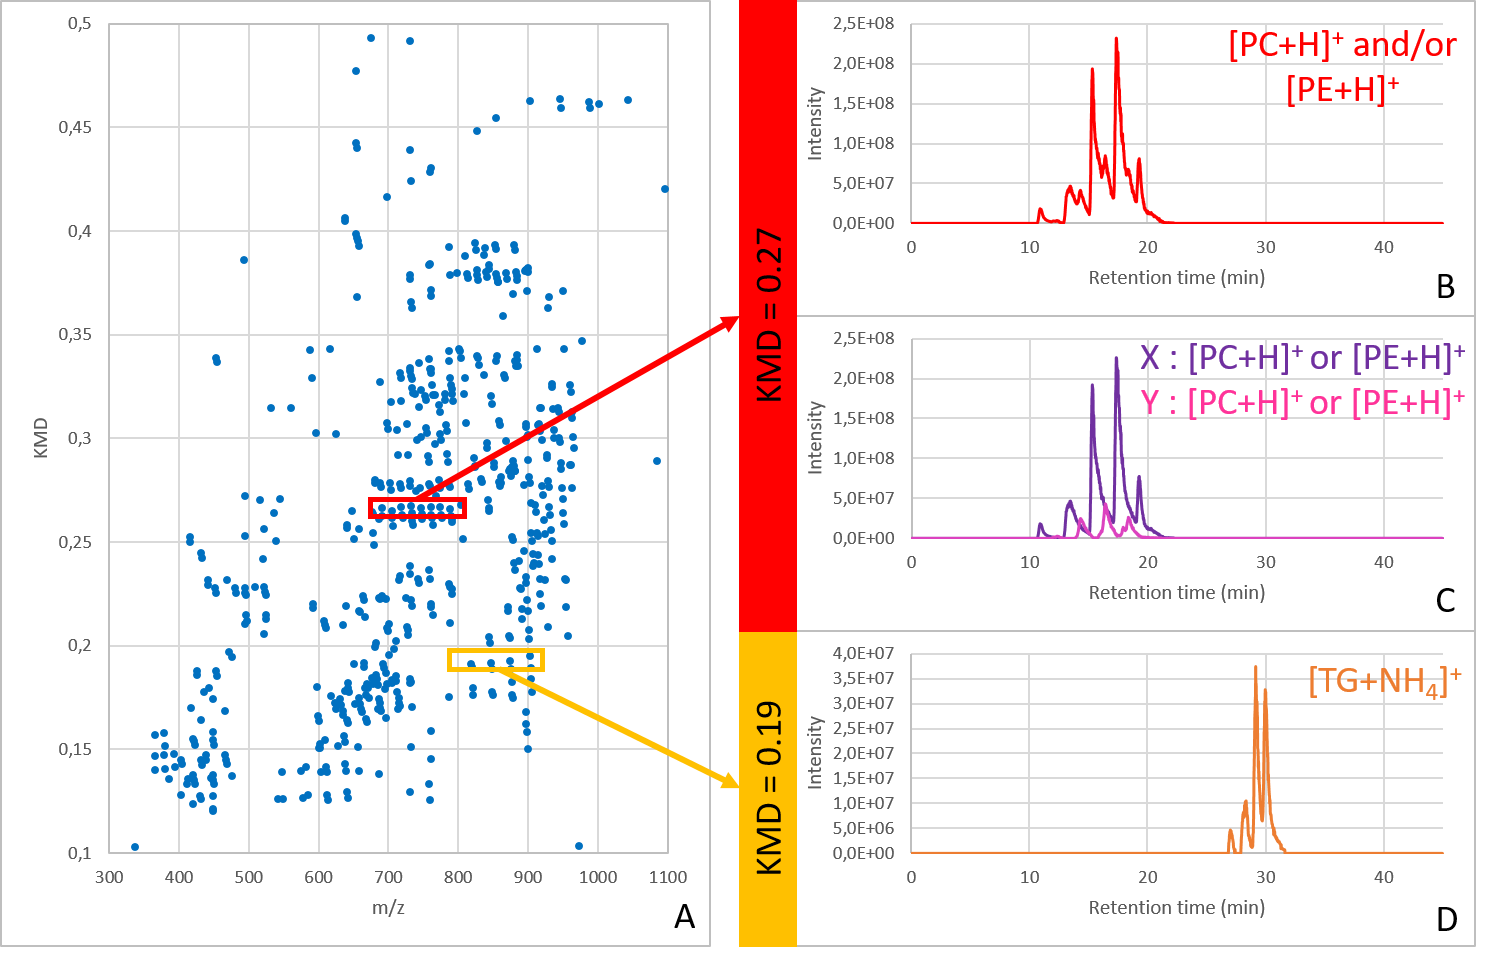 0,5
0,45
0,4
0,35
0,3
0,25
0,2
0,15
0,1
KMD
300 400 500 600 700 800 900 1000 1100
m/z
A
KMD = 0.27
KMD = 0.19
2,5E+08
2,0E+08
1,5E+08
1,0E+08
5,0E+07
0,0E+00
Intensity
[PC+H]⁺ and/or
[PE+H]⁺
0 10 20 30 40
Retention time (min)
B
2,5E+08
2,0E+08
1,5E+08
1,0E+08
5,0E+07
0,0E+00
Intensity
X : [PC+H]⁺ or [PE+H]⁺
Y : [PC+H]⁺ or [PE+H]⁺
0 10 20 30 40
Retention time (min)
C
4,0E+07
3,5E+07
3,0E+07
2,5E+07
2,0E+07
1,5E+07
1,0E+07
5,0E+06
0,0E+00
Intensity
[TG+NH₄]⁺
0 10 20 30 40
Retention time (min)
D